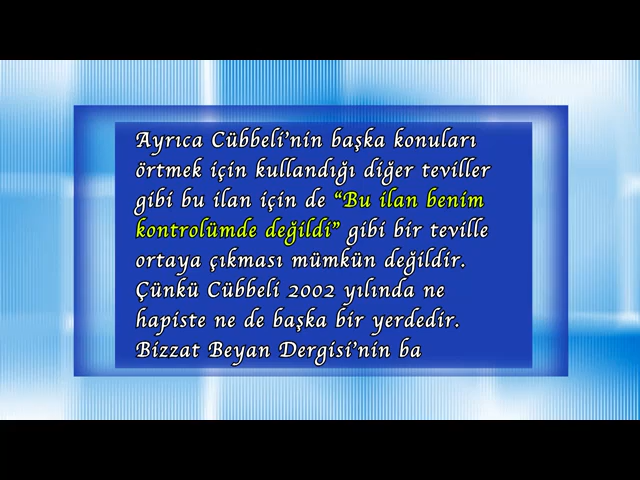 Ayrıca Cübbeli'nin başka konuları
örtmek için kullandığı diğer teviller
gibi bu ilan için de “Bu ilan benim
kontrolümde değildi” gibi bir teville
ortaya çıkması mümkün değildir.
Çünkü Cübbeli 2002 yılında ne
hapiste ne de başka bir yerdedir.
Bizzat Beyan Dergisi'nin ba